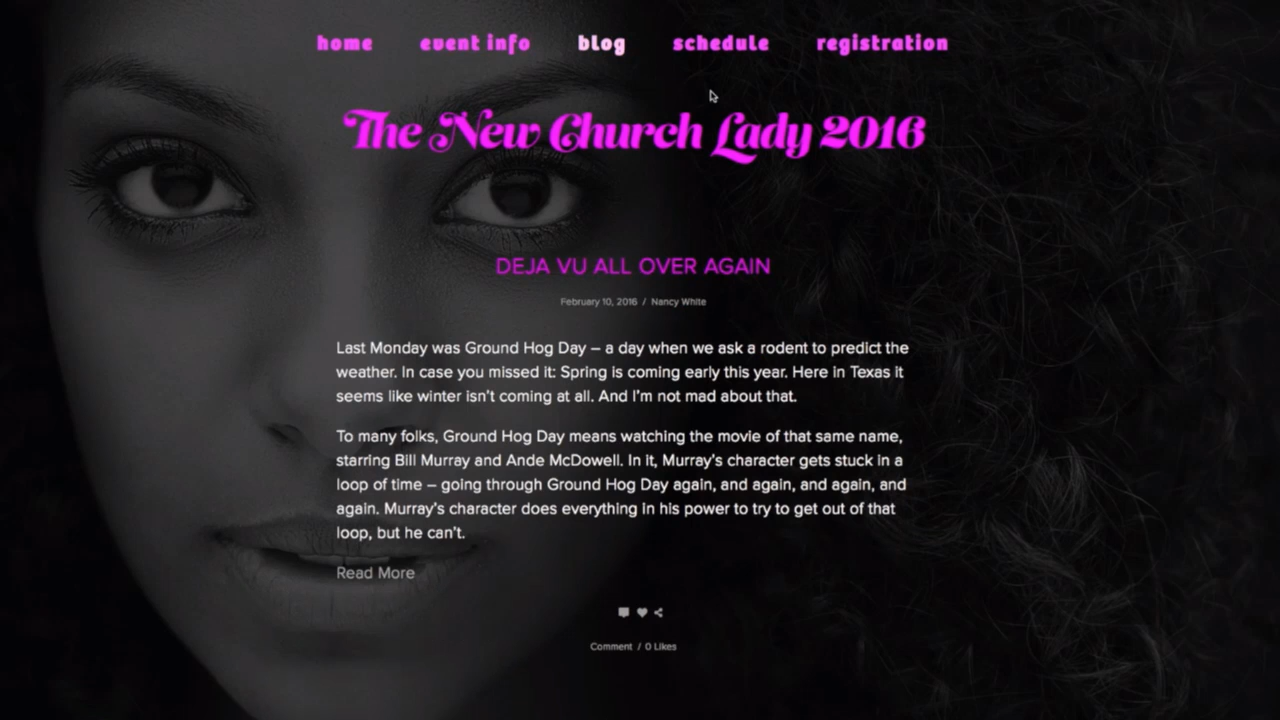 home event info blog schedule registration
The New Church Lady 2016
DEJA VU ALL OVER AGAIN
February 10, 2016 / Nancy White
Last Monday was Ground Hog Day – a day when we ask a rodent to predict the
weather. In case you missed it: Spring is coming early this year. Here in Texas it
seems like winter isn't coming at all. And I'm not mad about that.
To many folks, Ground Hog Day means watching the movie of that same name,
starring Bill Murray and Ande McDowell. In it, Murray's character gets stuck in a
loop of time – going through Ground Hog Day again, and again, and again, and
again. Murray's character does everything in his power to try to get out of that
loop, but he can't.
Read More
Comment / 0 Likes